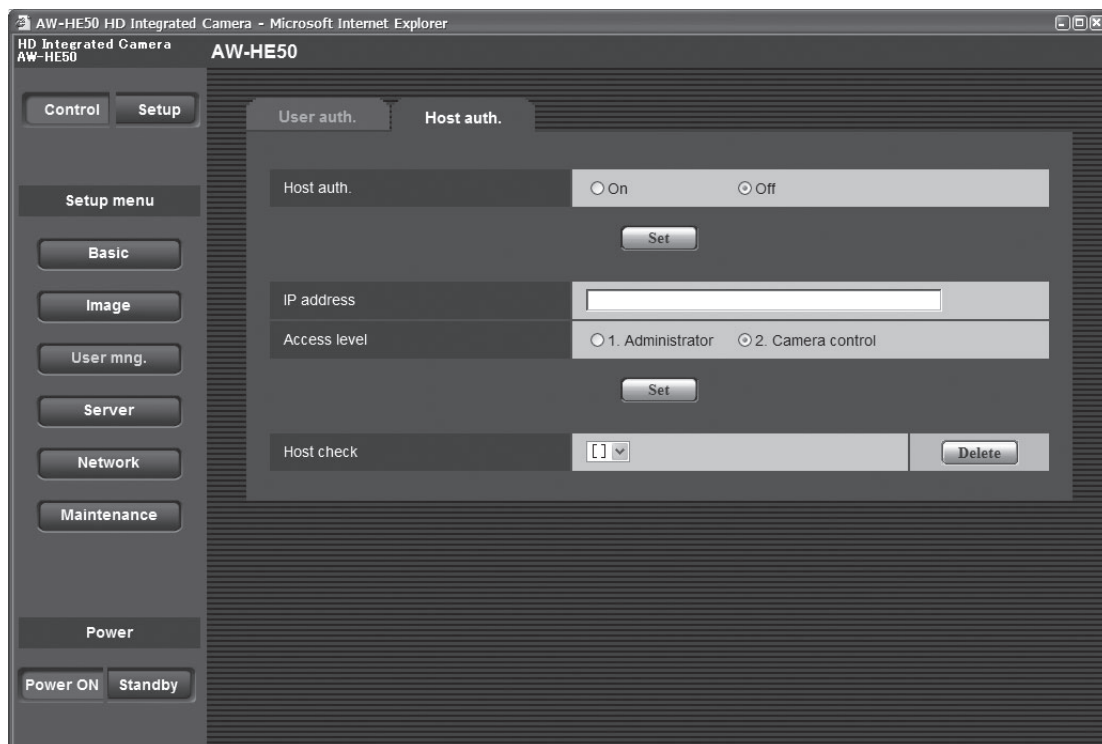 AW-HE50 HD Integrated Camera - Microsoft Internet Explorer
HD Integrated Camera
AW-HE50
AW-HE50
Control Setup
User auth. Host auth.
Host auth. On Off
Set
Setup menu
Basic
Image
User mng.
Server
Network
Maintenance
IP address
Access level 1. Administrator 2. Camera control
Set
Host check [] Delete
Power
Power ON Standby